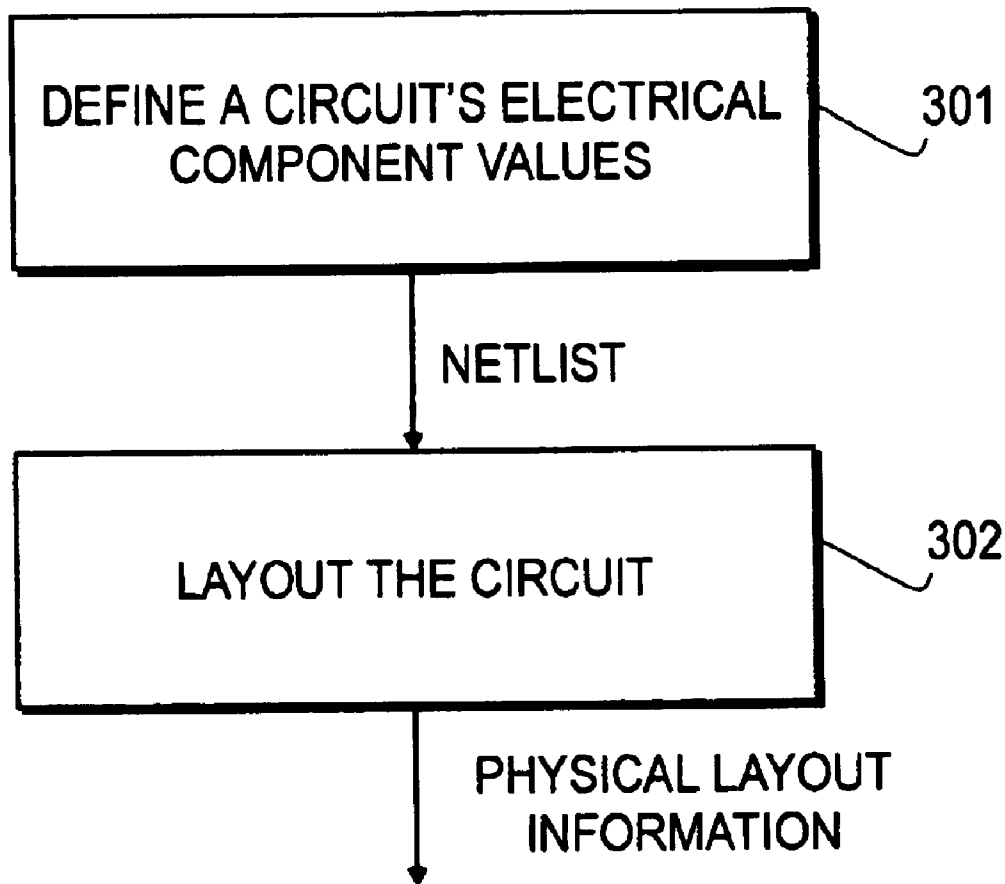 DEFINE A CIRCUIT'S ELECTRICAL
COMPONENT VALUES
301
NETLIST
LAYOUT THE CIRCUIT
302
PHYSICAL LAYOUT
INFORMATION